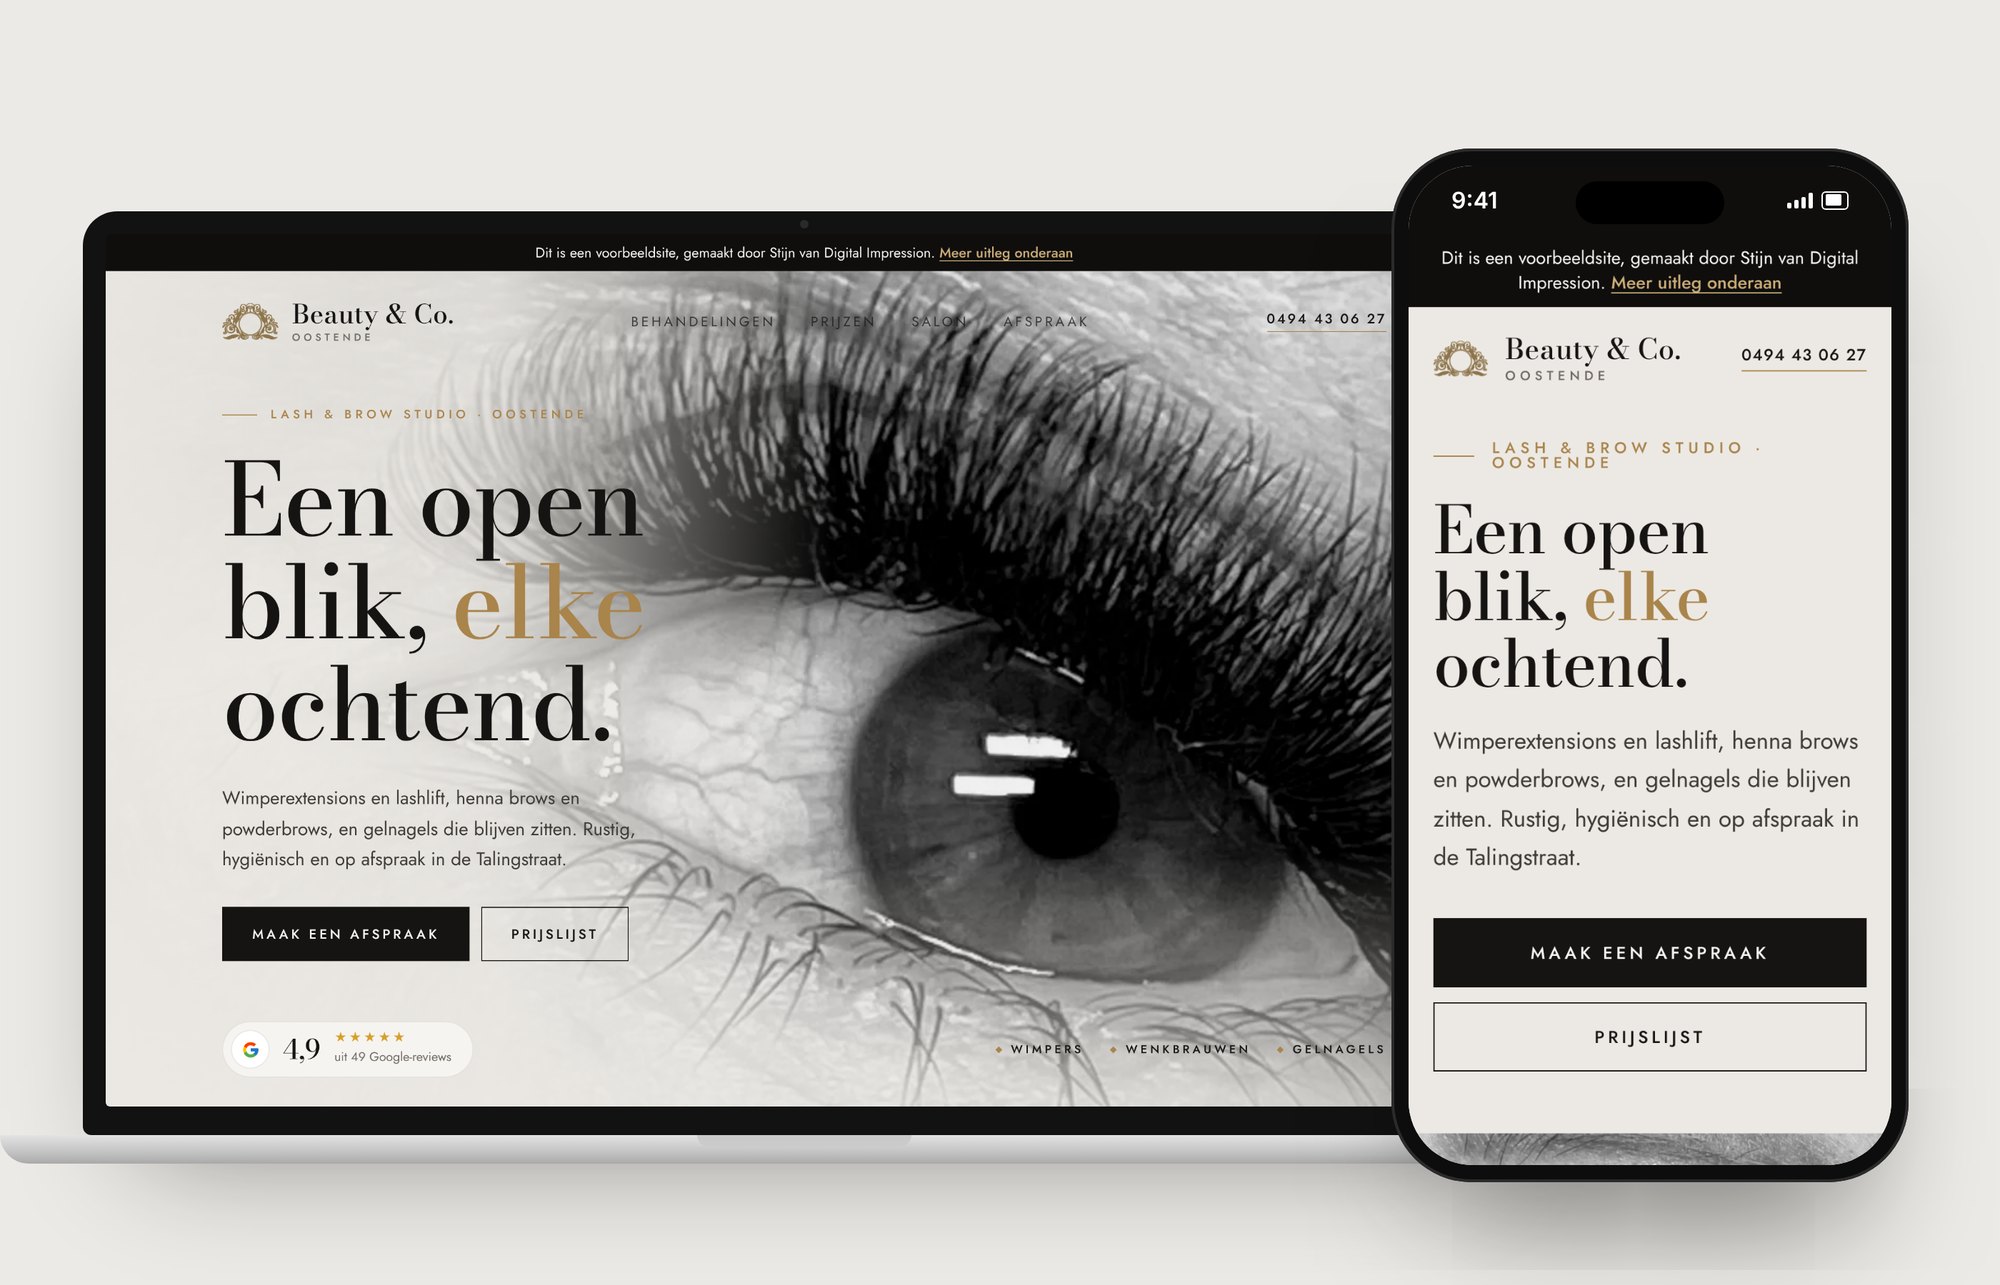 Dit is een voorbeeldsite, gemaakt door Stijn van Digital Impression. Meer uitleg onderaan
Beauty & Co.
OOSTENDE
BEHANDELINGEN PRIJZEN SALON AFSPRAAK
0494 43 06 27
LASH & BROW STUDIO · OOSTENDE
Een open
blik, elke
ochtend.
Wimperextensions en lashlift, henna brows en
powderbrows, en gelnagels die blijven zitten. Rustig,
hygiënisch en op afspraak in de Talingstraat.
MAAK EEN AFSPRAAK PRIJSLIJST
G 4,9 ★★★★★
uit 49 Google-reviews
WIMPERS WENKBRAUWEN GELNAGELS
9:41
Dit is een voorbeeldsite, gemaakt door Stijn van Digital
Impression. Meer uitleg onderaan
Beauty & Co.
OOSTENDE
0494 43 06 27
LASH & BROW STUDIO ·
OOSTENDE
Een open
blik, elke
ochtend.
Wimperextensions en lashlift, henna brows
en powderbrows, en gelnagels die blijven
zitten. Rustig, hygiënisch en op afspraak in
de Talingstraat.
MAAK EEN AFSPRAAK
PRIJSLIJST